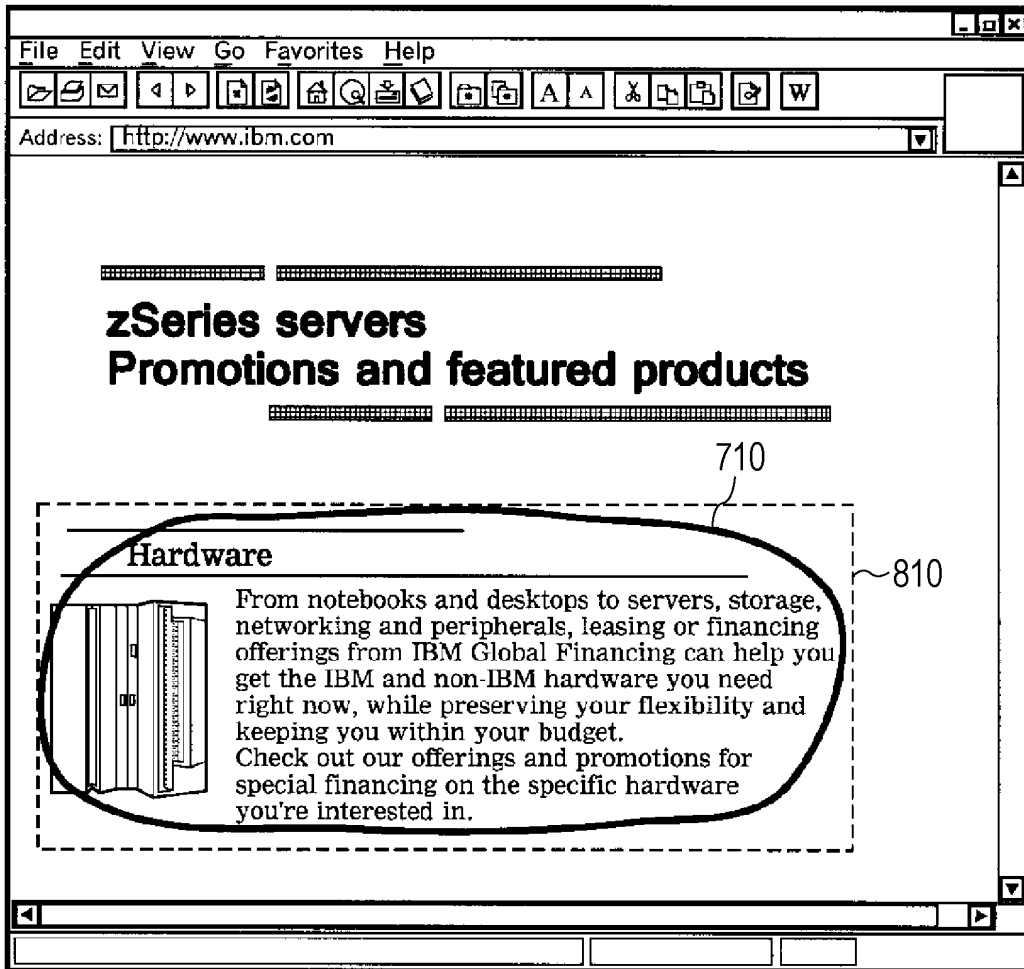 File Edit View Go Favorites Help
A A W
Address: http://www.ibm.com
zSeries servers
Promotions and featured products
710
Hardware
810
From notebooks and desktops to servers, storage,
networking and peripherals, leasing or financing
offerings from IBM Global Financing can help you
get the IBM and non-IBM hardware you need
right now, while preserving your flexibility and
keeping you within your budget.
Check out our offerings and promotions for
special financing on the specific hardware
you're interested in.